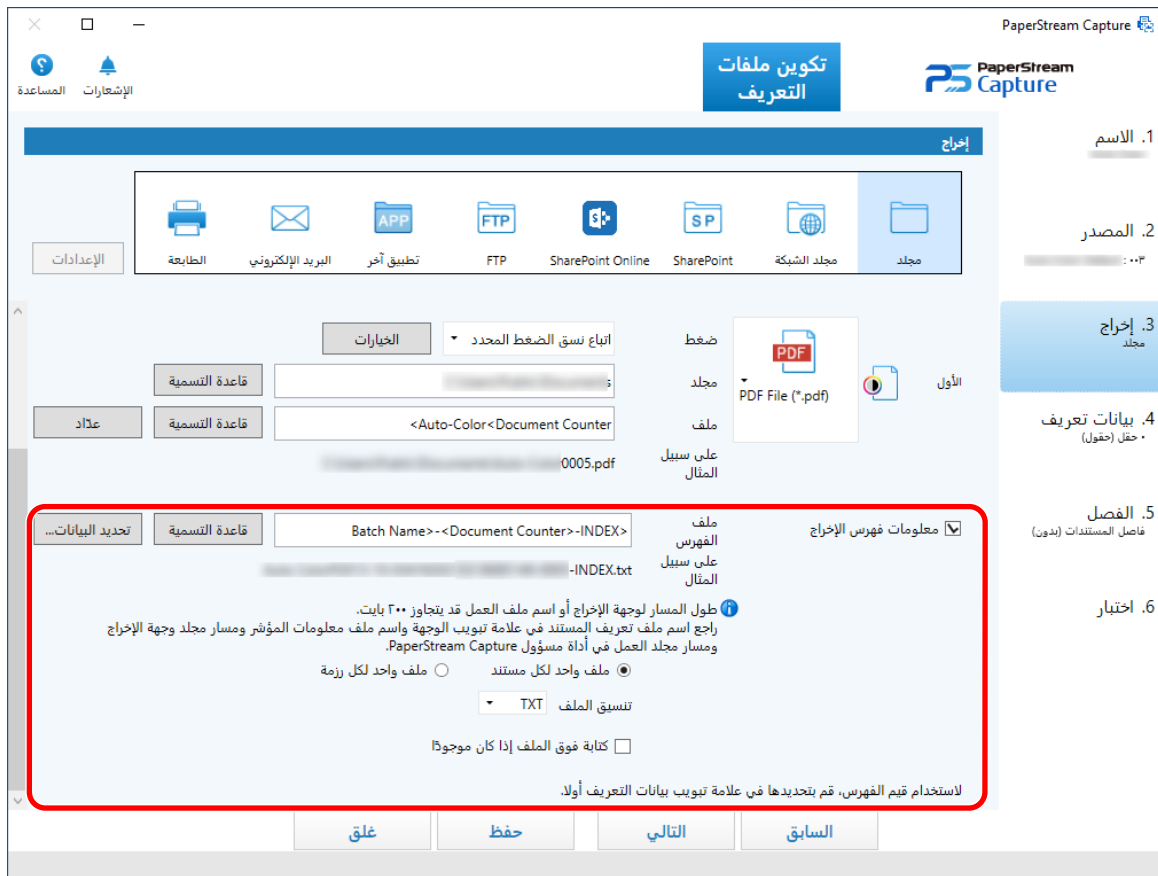 PaperStream Capture
PaperStream
Capture
تكوين ملفات
التعريف
الإشعارات
المساعدة
1. الاسم
2. المصدر
٠٠٣:
3. إخراج
مجلد
4. بيانات تعريف
• حقل (حقول)
5. الفصل
فاصل المستندات (بدون)
6. اختبار
إخراج
مجلد
مجلد الشبكة
SharePoint
SharePoint Online
FTP
تطبيق آخر
البريد الإلكتروني
الطابعة
SP
S
FTP
APP
الإعدادات
الأول
PDF
PDF File (*.pdf)
ضغط
اتباع نسق الضغط المحدد
الخيارات
مجلد
s
قاعدة التسمية
ملف
<Auto-Color<Document Counter
قاعدة التسمية
عدّاد
على سبيل
المثال
0005.pdf
معلومات فهرس الإخراج
ملف
الفهرس
Batch Name>-<Document Counter>-INDEX>
قاعدة التسمية
تحديد البيانات...
على سبيل
المثال
-INDEX.txt
طول المسار لوجهة الإخراج أو اسم ملف العمل قد يتجاوز ٢٠٠ بايت.
راجع اسم ملف تعريف المستند في علامة تبويب الوجهة واسم ملف معلومات المؤشر ومسار مجلد وجهة الإخراج
ومسار مجلد العمل في أداة مسؤول PaperStream Capture.
ملف واحد لكل مستند
ملف واحد لكل رزمة
تنسيق الملف
TXT
كتابة فوق الملف إذا كان موجودًا
لاستخدام قيم الفهرس، قم بتحديدها في علامة تبويب بيانات التعريف أولا.
السابق
التالي
حفظ
غلق